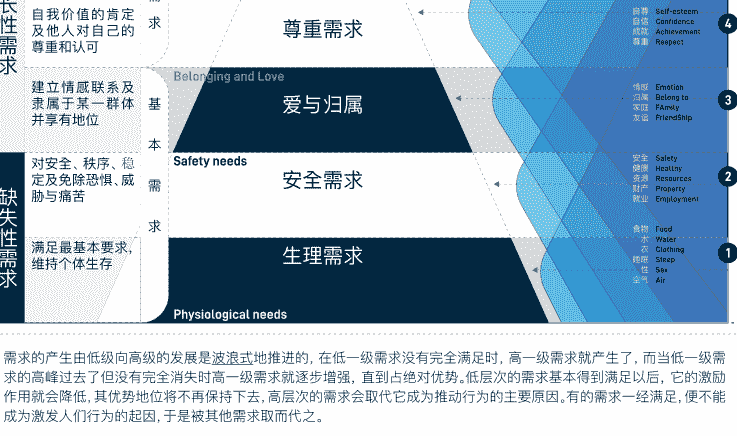 长性需求
自我价值的肯定
及他人对自己的
尊重和认可
求
尊重需求
自尊 Self-esteem
自信 Confidence
成就 Achievement
尊重 Respect
4
Belonging and Love
建立情感联系及
隶属于某一群体
并享有地位
基本需求
爱与归属
情感 Emotion
归属 Belong to
家庭 FAmily
友谊 FriendShip
3
Safety needs
缺失性需求
对安全、秩序、稳
定及免除恐惧、威
胁与痛苦
安全需求
安全 Safety
健康 Healthy
资源 Resources
财产 Property
就业 Employment
2
满足最基本要求,
维持个体生存
生理需求
食物 Food
水 Water
衣 Clothing
睡眠 Sleep
性 Sex
空气 Air
1
Physiological needs
需求的产生由低级向高级的发展是波浪式地推进的, 在低一级需求没有完全满足时, 高一级需求就产生了, 而当低一级需
求的高峰过去了但没有完全消失时高一级需求就逐步增强, 直到占绝对优势。低层次的需求基本得到满足以后, 它的激励
作用就会降低, 其优势地位将不再保持下去, 高层次的需求会取代它成为推动行为的主要原因。有的需求一经满足, 便不能
成为激发人们行为的起因, 于是被其他需求取而代之。